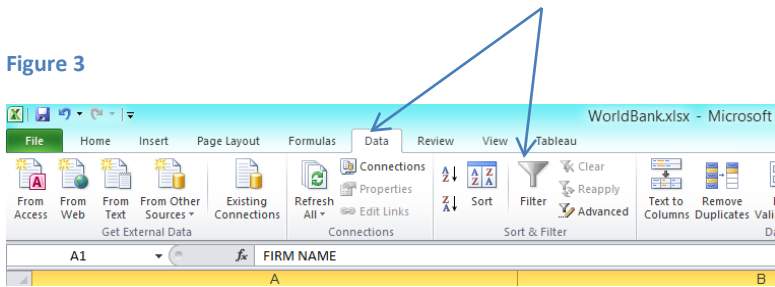 Figure 3
WorldBank.xlsx - Microsoft
File Home Insert Page Layout Formulas Data Review View Tableau
From Access
From Web
From Text
From Other Sources
Existing Connections
Get External Data
Refresh All
Connections
Properties
Edit Links
Connections
A Z
Z A
A Z Z A
Sort
Filter
Clear
Reapply
Advanced
Sort & Filter
Text to Columns
Remove Duplicates
A1 fx FIRM NAME
A B